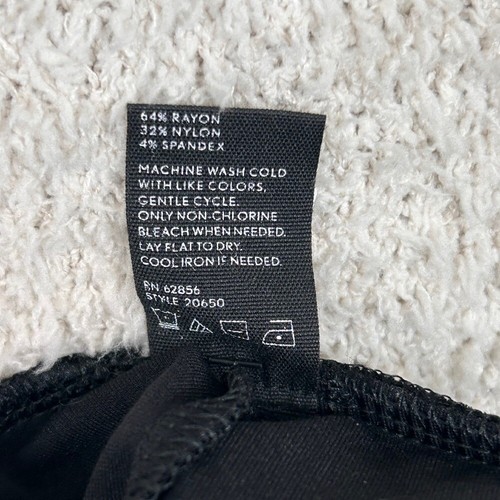 64% RAYON
32% NYLON
4% SPANDEX
MACHINE WASH COLD
WITH LIKE COLORS,
GENTLE CYCLE.
ONLY NON-CHLORINE
BLEACH WHEN NEEDED.
LAY FLAT TO DRY.
COOL IRON IS NEEDED.
RN 62856
STYLE 20650